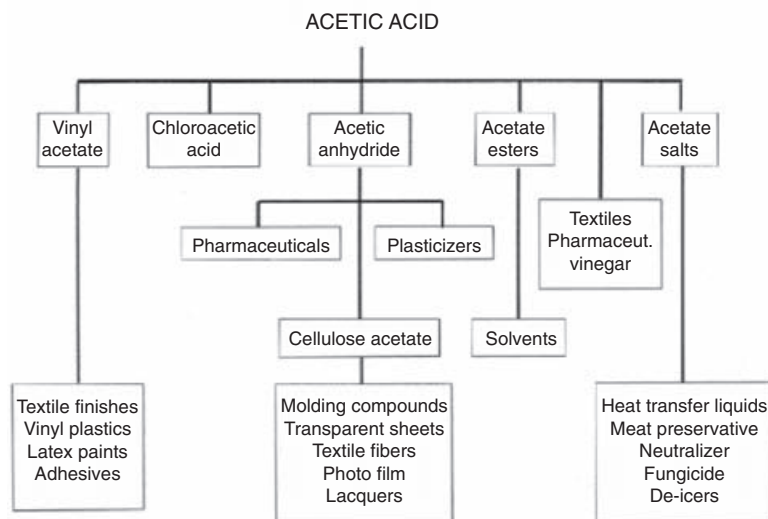 ACETIC ACID
Vinyl
acetate
Chloroacetic
acid
Acetic
anhydride
Acetate
esters
Acetate
salts
Textiles
Pharmaceut.
vinegar
Pharmaceuticals
Plasticizers
Cellulose acetate
Solvents
Textile finishes
Vinyl plastics
Latex paints
Adhesives
Molding compounds
Transparent sheets
Textile fibers
Photo film
Lacquers
Heat transfer liquids
Meat preservative
Neutralizer
Fungicide
De-icers